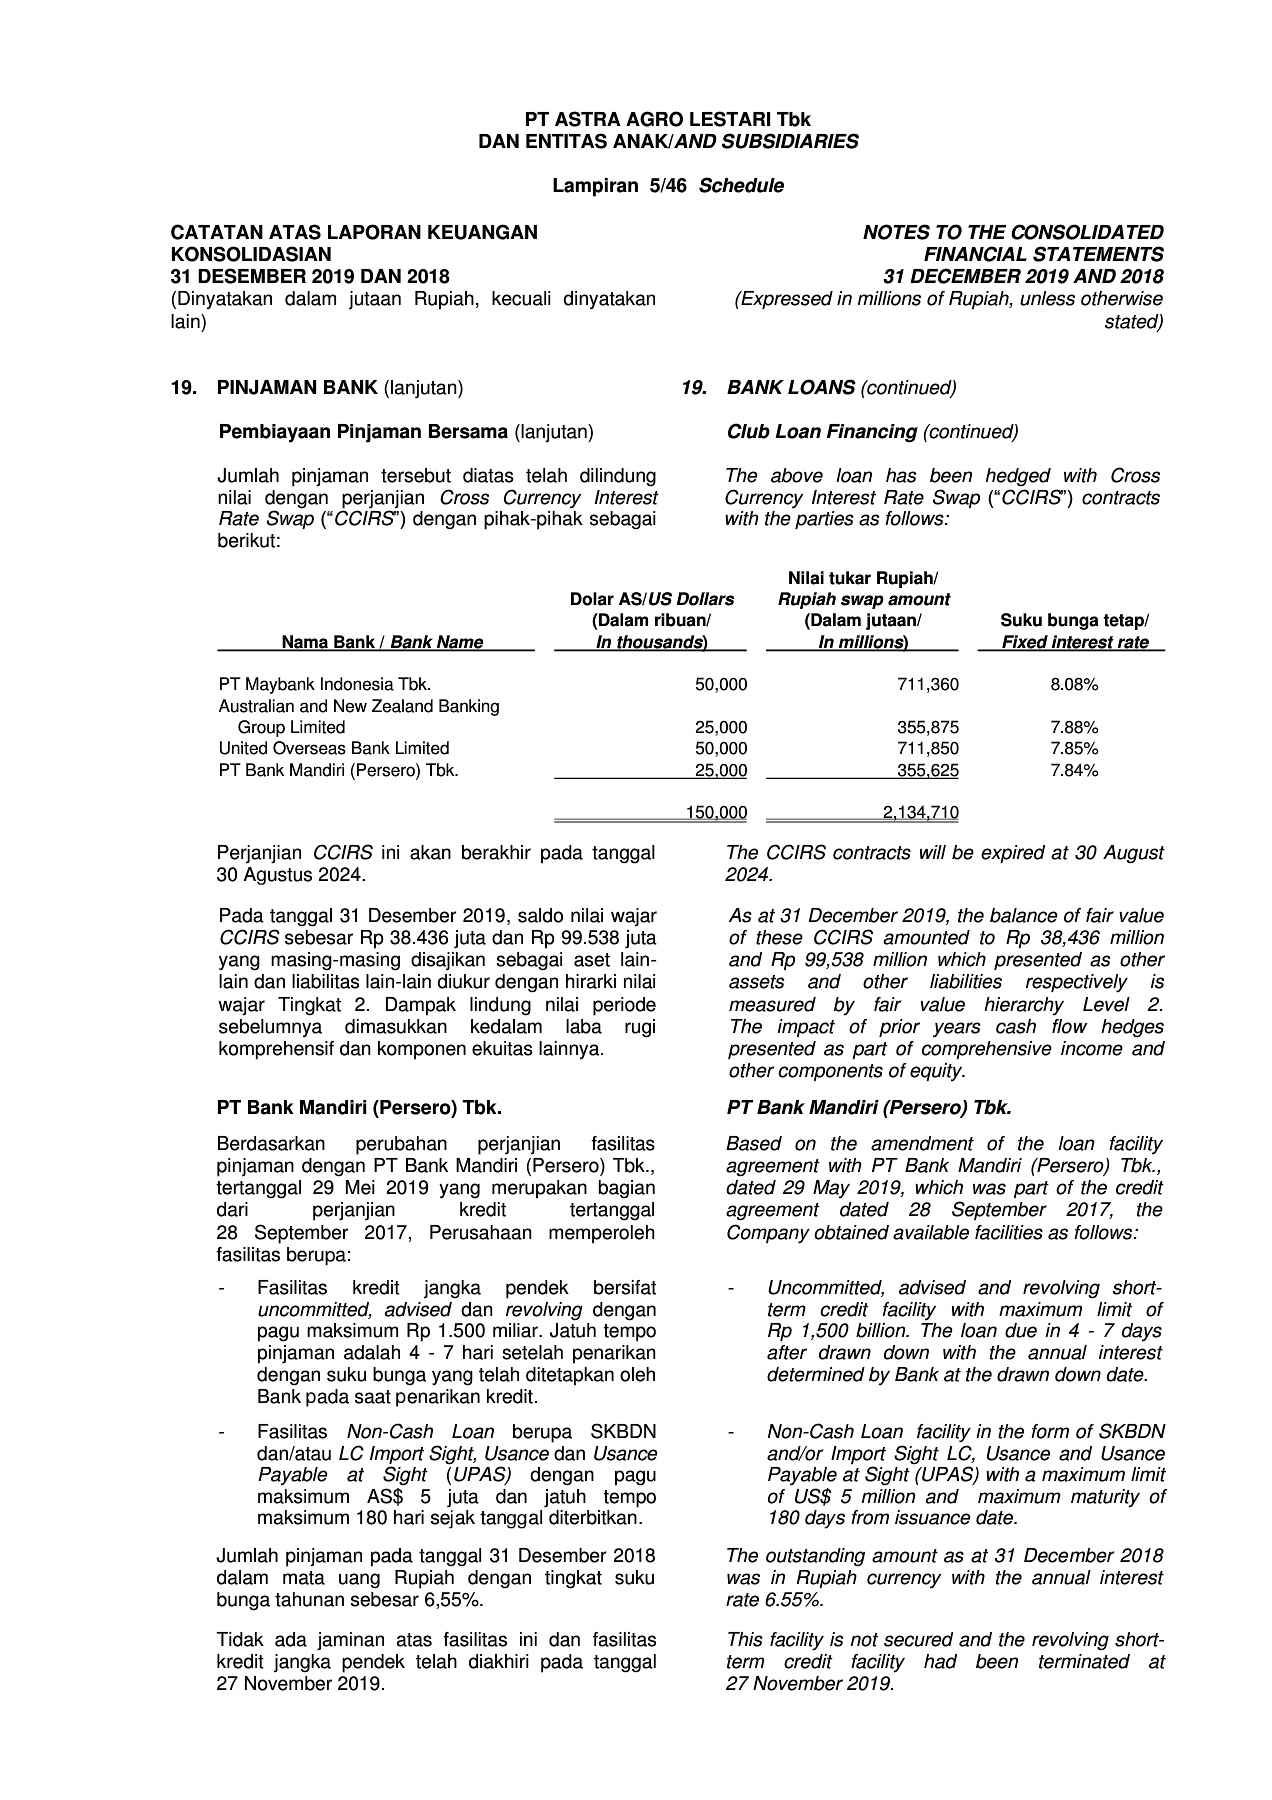 PT ASTRA AGRO LESTARI Tbk
DAN ENTITAS ANAK/AND SUBSIDIARIES
Lampiran 5/46 Schedule
CATATAN ATAS LAPORAN KEUANGAN
KONSOLIDASIAN
31 DESEMBER 2019 DAN 2018
(Dinyatakan dalam jutaan Rupiah, kecuali dinyatakan
lain)
NOTES TO THE CONSOLIDATED
FINANCIAL STATEMENTS
31 DECEMBER 2019 AND 2018
(Expressed in millions of Rupiah, unless otherwise
stated)
19. PINJAMAN BANK (lanjutan)
19. BANK LOANS (continued)
Pembiayaan Pinjaman Bersama (lanjutan)
Club Loan Financing (continued)
Jumlah pinjaman tersebut diatas telah dilindung
nilai dengan perjanjian Cross Currency Interest
Rate Swap (“CCIRS”) dengan pihak-pihak sebagai
berikut:
The above loan has been hedged with Cross
Currency Interest Rate Swap (“CCIRS”) contracts
with the parties as follows:
Nilai tukar Rupiah/
Dolar AS/US Dollars Rupiah swap amount
(Dalam ribuan/ (Dalam jutaan/ Suku bunga tetap/
Nama Bank / Bank Name In thousands) In millions) Fixed interest rate
PT Maybank Indonesia Tbk. 50,000 711,360 8.08%
Australian and New Zealand Banking
Group Limited 25,000 355,875 7.88%
United Overseas Bank Limited 50,000 711,850 7.85%
PT Bank Mandiri (Persero) Tbk. 25,000 355,625 7.84%
150,000 2,134,710
Perjanjian CCIRS ini akan berakhir pada tanggal
30 Agustus 2024.
The CCIRS contracts will be expired at 30 August
2024.
Pada tanggal 31 Desember 2019, saldo nilai wajar
CCIRS sebesar Rp 38.436 juta dan Rp 99.538 juta
yang masing-masing disajikan sebagai aset lain-
lain dan liabilitas lain-lain diukur dengan hirarki nilai
wajar Tingkat 2. Dampak lindung nilai periode
sebelumnya dimasukkan kedalam laba rugi
komprehensif dan komponen ekuitas lainnya.
As at 31 December 2019, the balance of fair value
of these CCIRS amounted to Rp 38,436 million
and Rp 99,538 million which presented as other
assets and other liabilities respectively is
measured by fair value hierarchy Level 2.
The impact of prior years cash flow hedges
presented as part of comprehensive income and
other components of equity.
PT Bank Mandiri (Persero) Tbk.
PT Bank Mandiri (Persero) Tbk.
Berdasarkan perubahan perjanjian fasilitas
pinjaman dengan PT Bank Mandiri (Persero) Tbk.,
tertanggal 29 Mei 2019 yang merupakan bagian
dari perjanjian kredit tertanggal
28 September 2017, Perusahaan memperoleh
fasilitas berupa:
Based on the amendment of the loan facility
agreement with PT Bank Mandiri (Persero) Tbk.,
dated 29 May 2019, which was part of the credit
agreement dated 28 September 2017, the
Company obtained available facilities as follows:
- Fasilitas kredit jangka pendek bersifat
uncommitted, advised dan revolving dengan
pagu maksimum Rp 1.500 miliar. Jatuh tempo
pinjaman adalah 4 - 7 hari setelah penarikan
dengan suku bunga yang telah ditetapkan oleh
Bank pada saat penarikan kredit.
- Uncommitted, advised and revolving short-
term credit facility with maximum limit of
Rp 1,500 billion. The loan due in 4 - 7 days
after drawn down with the annual interest
determined by Bank at the drawn down date.
- Fasilitas Non-Cash Loan berupa SKBDN
dan/atau LC Import Sight, Usance dan Usance
Payable at Sight (UPAS) dengan pagu
maksimum AS$ 5 juta dan jatuh tempo
maksimum 180 hari sejak tanggal diterbitkan.
- Non-Cash Loan facility in the form of SKBDN
and/or Import Sight LC, Usance and Usance
Payable at Sight (UPAS) with a maximum limit
of US$ 5 million and maximum maturity of
180 days from issuance date.
Jumlah pinjaman pada tanggal 31 Desember 2018
dalam mata uang Rupiah dengan tingkat suku
bunga tahunan sebesar 6,55%.
The outstanding amount as at 31 December 2018
was in Rupiah currency with the annual interest
rate 6.55%.
Tidak ada jaminan atas fasilitas ini dan fasilitas
kredit jangka pendek telah diakhiri pada tanggal
27 November 2019.
This facility is not secured and the revolving short-
term credit facility had been terminated at
27 November 2019.